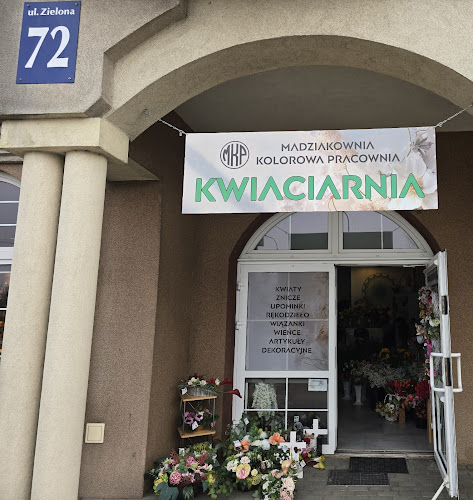 ul. Zielona
72
MKP
MADZIAKOWNIA
KOLOROWA PRACOWNIA
KWIACIARNIA
KWIATY
ZNICZE
UPOMINKI
RĘKODZIEŁO
WIĄZANKI
WIEŃCE
ARTYKUŁY
DEKORACYJNE